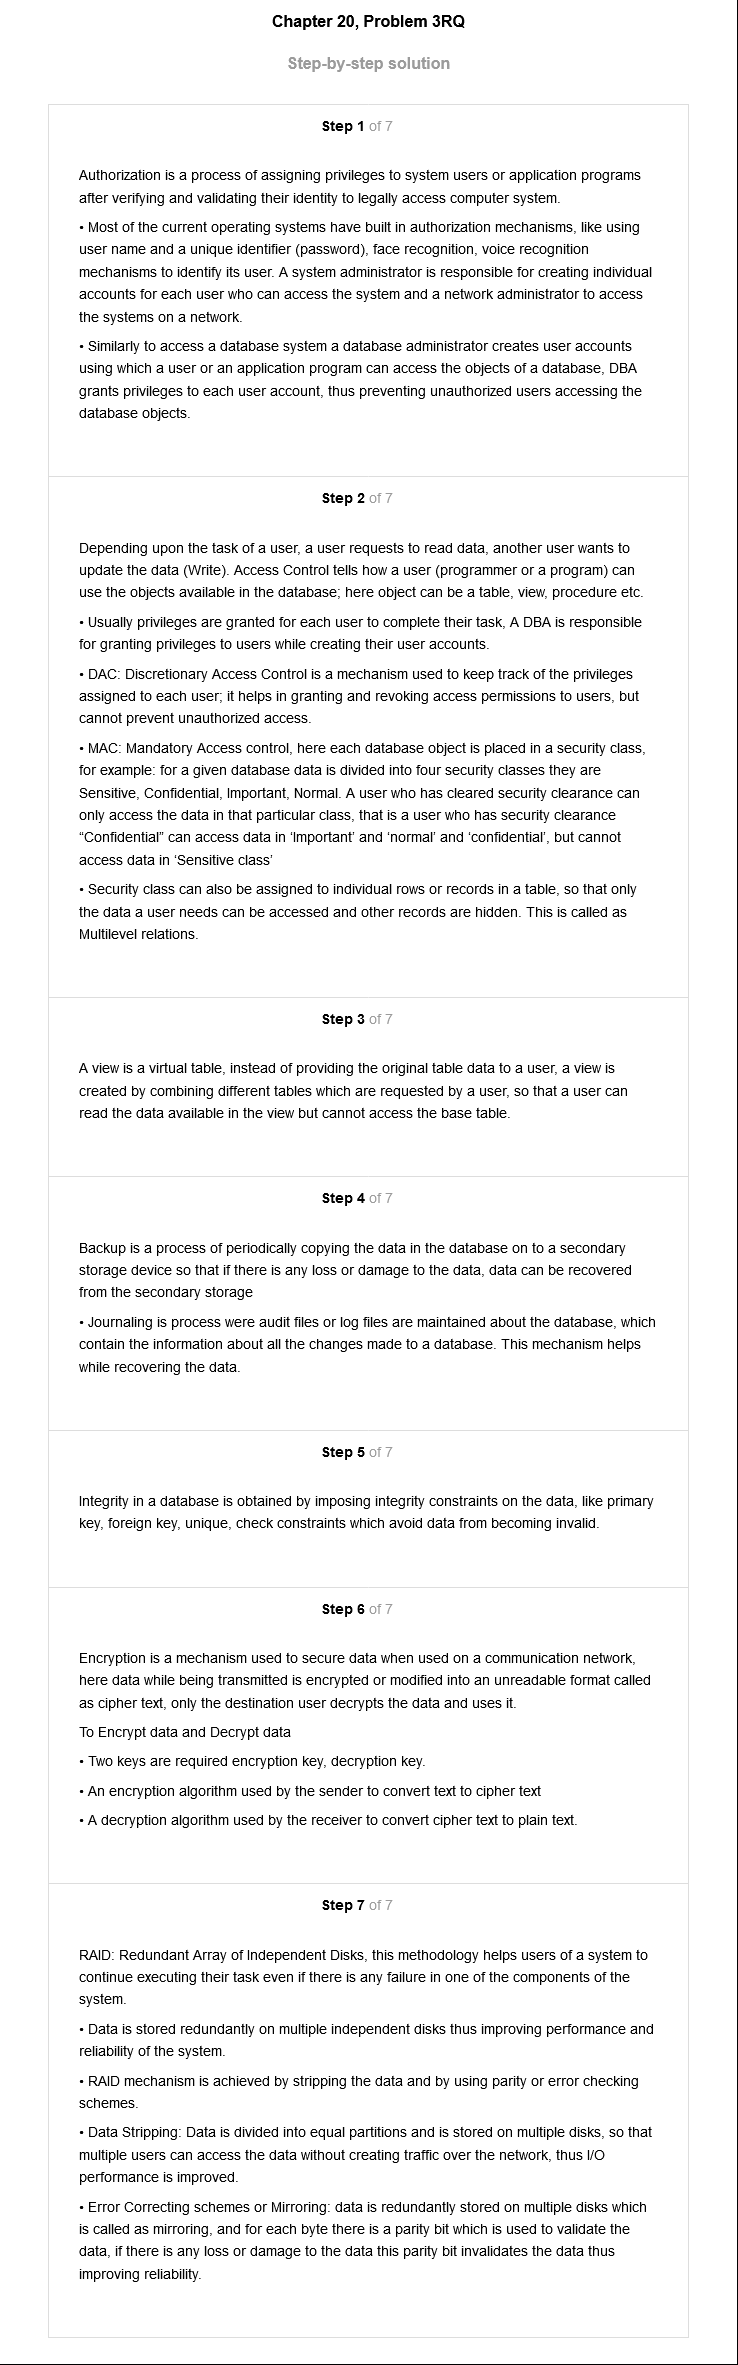 Chapter 20, Problem 3RQ
Step-by-step solution
Step 1 of 7
Authorization is a process of assigning privileges to system users or application programs
after verifying and validating their identity to legally access computer system.
• Most of the current operating systems have built in authorization mechanisms, like using
user name and a unique identifier (password), face recognition, voice recognition
mechanisms to identify its user. A system administrator is responsible for creating individual
accounts for each user who can access the system and a network administrator to access
the systems on a network.
• Similarly to access a database system a database administrator creates user accounts
using which a user or an application program can access the objects of a database, DBA
grants privileges to each user account, thus preventing unauthorized users accessing the
database objects.
Step 2 of 7
Depending upon the task of a user, a user requests to read data, another user wants to
update the data (Write). Access Control tells how a user (programmer or a program) can
use the objects available in the database; here object can be a table, view, procedure etc.
• Usually privileges are granted for each user to complete their task, A DBA is responsible
for granting privileges to users while creating their user accounts.
• DAC: Discretionary Access Control is a mechanism used to keep track of the privileges
assigned to each user; it helps in granting and revoking access permissions to users, but
cannot prevent unauthorized access.
• MAC: Mandatory Access control, here each database object is placed in a security class,
for example: for a given database data is divided into four security classes they are
Sensitive, Confidential, Important, Normal. A user who has cleared security clearance can
only access the data in that particular class, that is a user who has security clearance
“Confidential” can access data in ‘Important’ and ‘normal’ and ‘confidential’, but cannot
access data in ‘Sensitive class’
• Security class can also be assigned to individual rows or records in a table, so that only
the data a user needs can be accessed and other records are hidden. This is called as
Multilevel relations.
Step 3 of 7
A view is a virtual table, instead of providing the original table data to a user, a view is
created by combining different tables which are requested by a user, so that a user can
read the data available in the view but cannot access the base table.
Step 4 of 7
Backup is a process of periodically copying the data in the database on to a secondary
storage device so that if there is any loss or damage to the data, data can be recovered
from the secondary storage
• Journaling is process were audit files or log files are maintained about the database, which
contain the information about all the changes made to a database. This mechanism helps
while recovering the data.
Step 5 of 7
Integrity in a database is obtained by imposing integrity constraints on the data, like primary
key, foreign key, unique, check constraints which avoid data from becoming invalid.
Step 6 of 7
Encryption is a mechanism used to secure data when used on a communication network,
here data while being transmitted is encrypted or modified into an unreadable format called
as cipher text, only the destination user decrypts the data and uses it.
To Encrypt data and Decrypt data
• Two keys are required encryption key, decryption key.
• An encryption algorithm used by the sender to convert text to cipher text
• A decryption algorithm used by the receiver to convert cipher text to plain text.
Step 7 of 7
RAID: Redundant Array of Independent Disks, this methodology helps users of a system to
continue executing their task even if there is any failure in one of the components of the
system.
• Data is stored redundantly on multiple independent disks thus improving performance and
reliability of the system.
• RAID mechanism is achieved by stripping the data and by using parity or error checking
schemes.
• Data Stripping: Data is divided into equal partitions and is stored on multiple disks, so that
multiple users can access the data without creating traffic over the network, thus I/O
performance is improved.
• Error Correcting schemes or Mirroring: data is redundantly stored on multiple disks which
is called as mirroring, and for each byte there is a parity bit which is used to validate the
data, if there is any loss or damage to the data this parity bit invalidates the data thus
improving reliability.